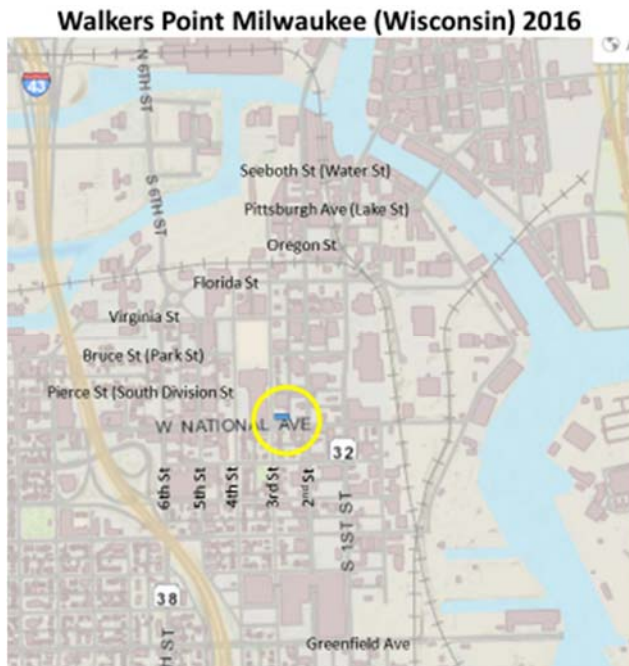 Walkers Point Milwaukee (Wisconsin) 2016
43
N 6TH ST
S 6TH ST
Seeboth St (Water St)
Pittsburgh Ave (Lake St)
Oregon St
Florida St
Virginia St
Bruce St (Park St)
Pierce St (South Division St
W NATIONAL AVE
32
6th St
5th St
4th St
3rd St
2nd St
S 1ST ST
38
H ST
Greenfield Ave